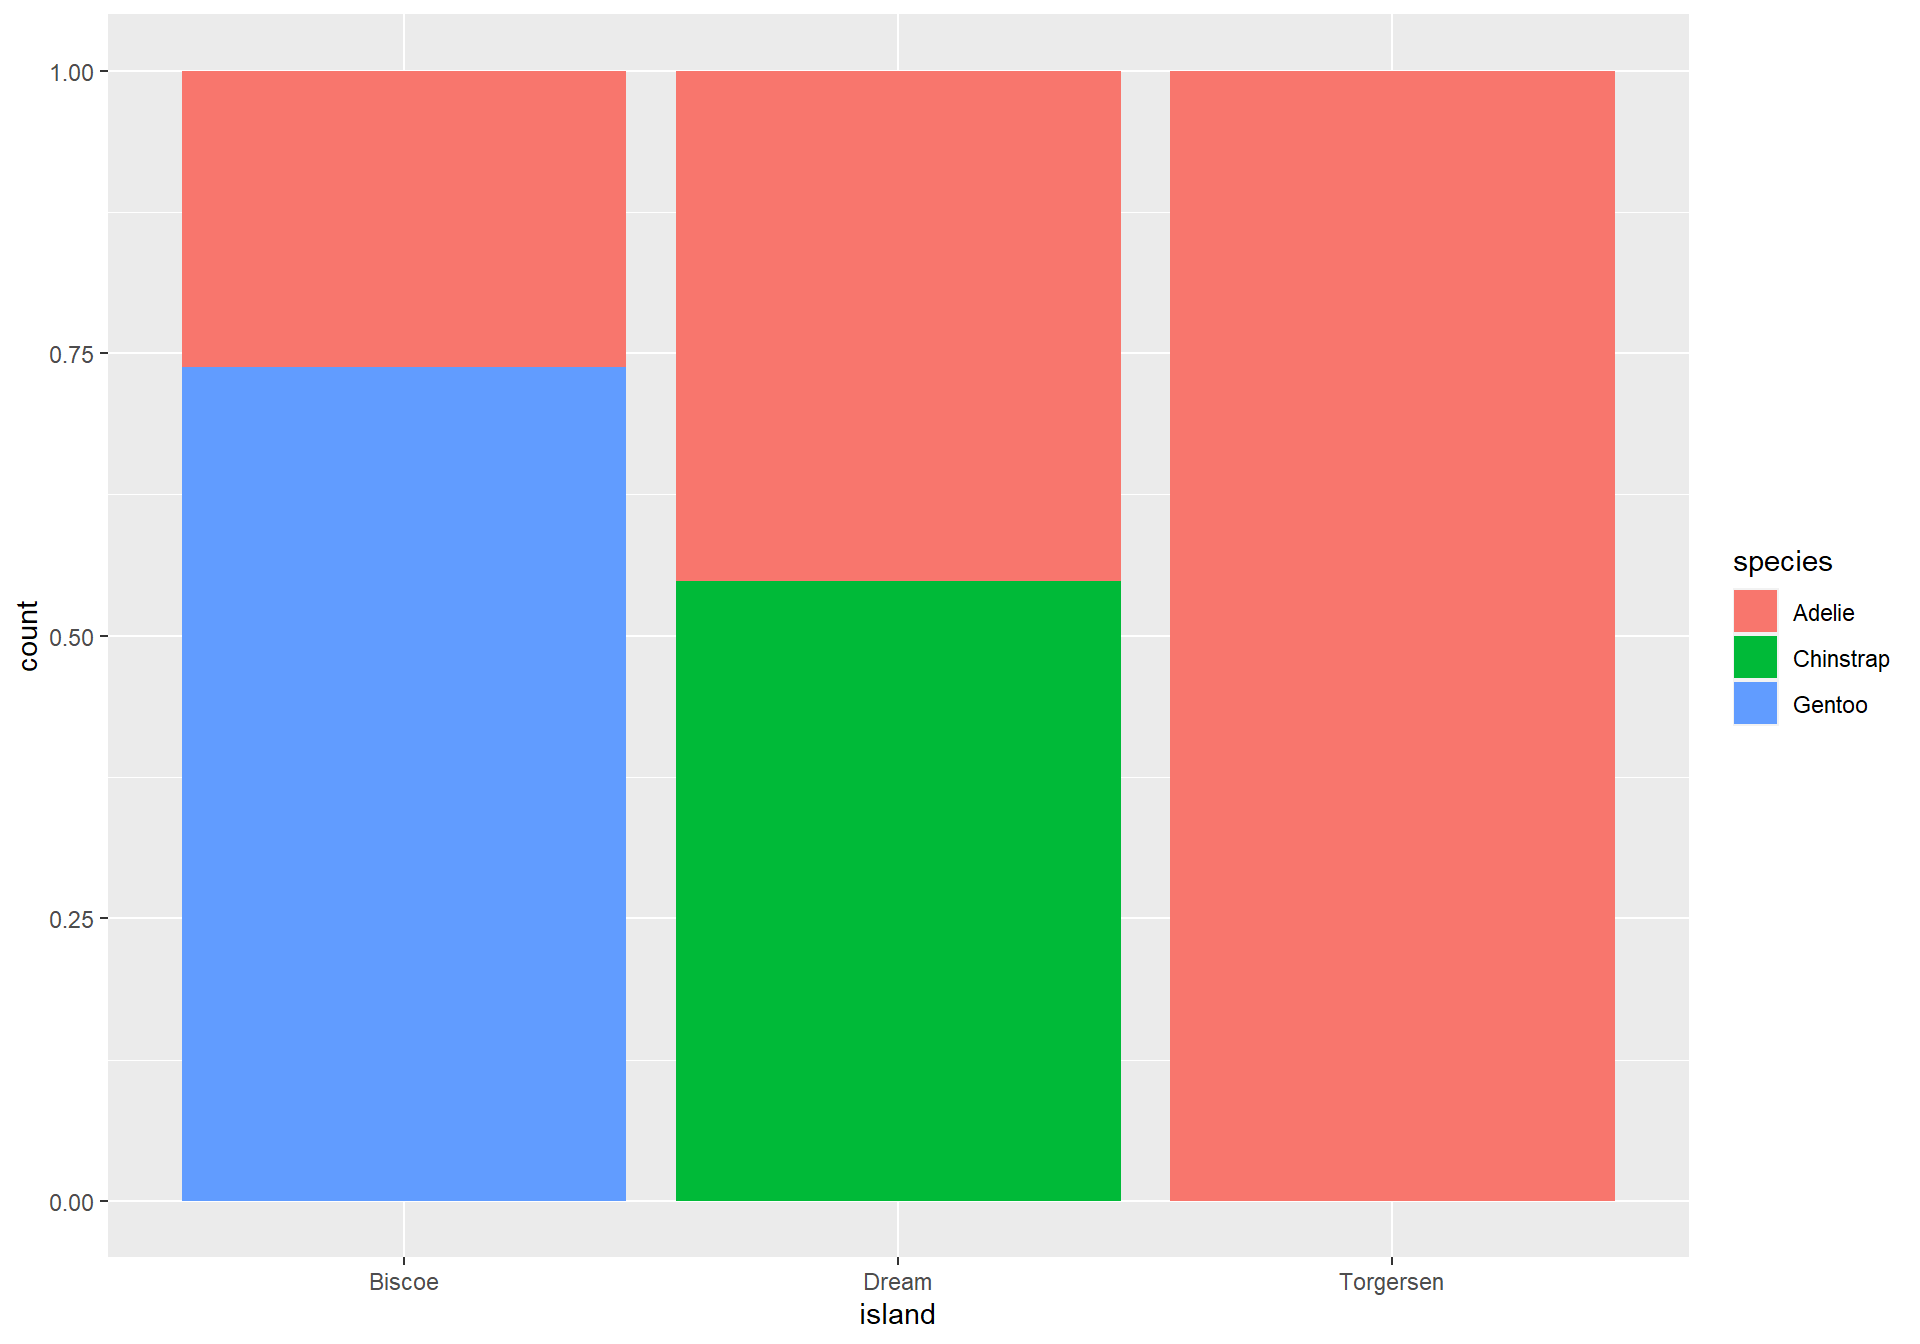 1.00
0.75
0.50
0.25
0.00
count
Biscoe
Dream
Torgersen
island
species
Adelie
Chinstrap
Gentoo